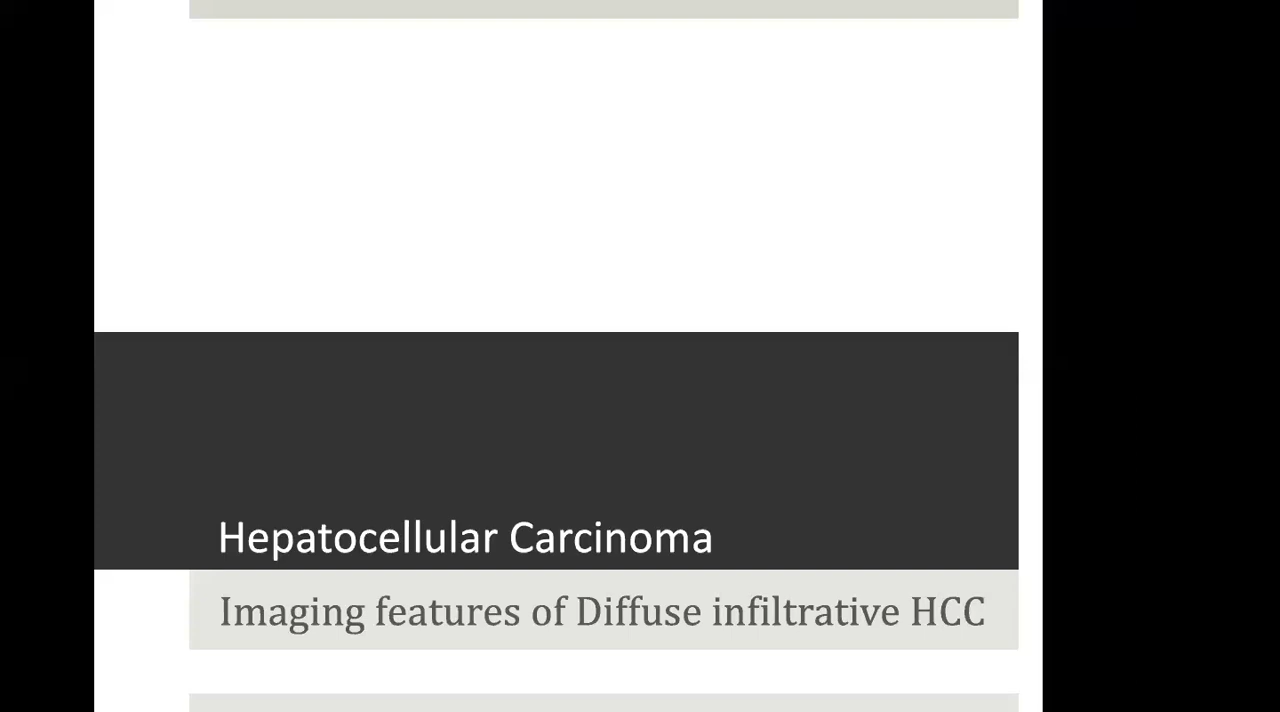 Hepatocellular Carcinoma
Imaging features of Diffuse infiltrative HCC